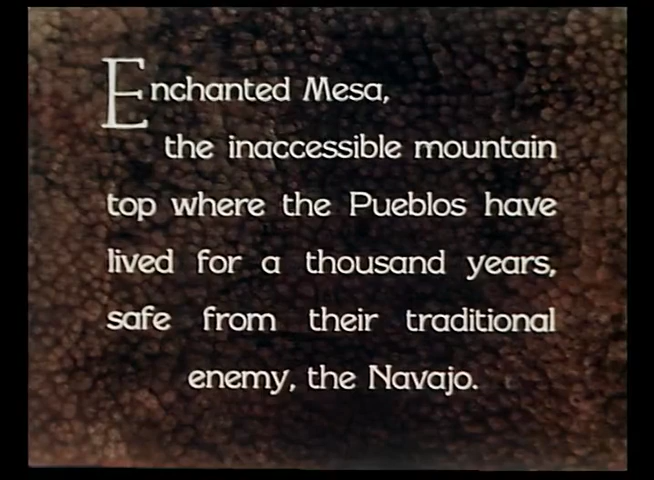 Enchanted Mesa,
the inaccessible mountain
top where the Pueblos have
lived for a thousand years,
safe from their traditional
enemy, the Navajo.